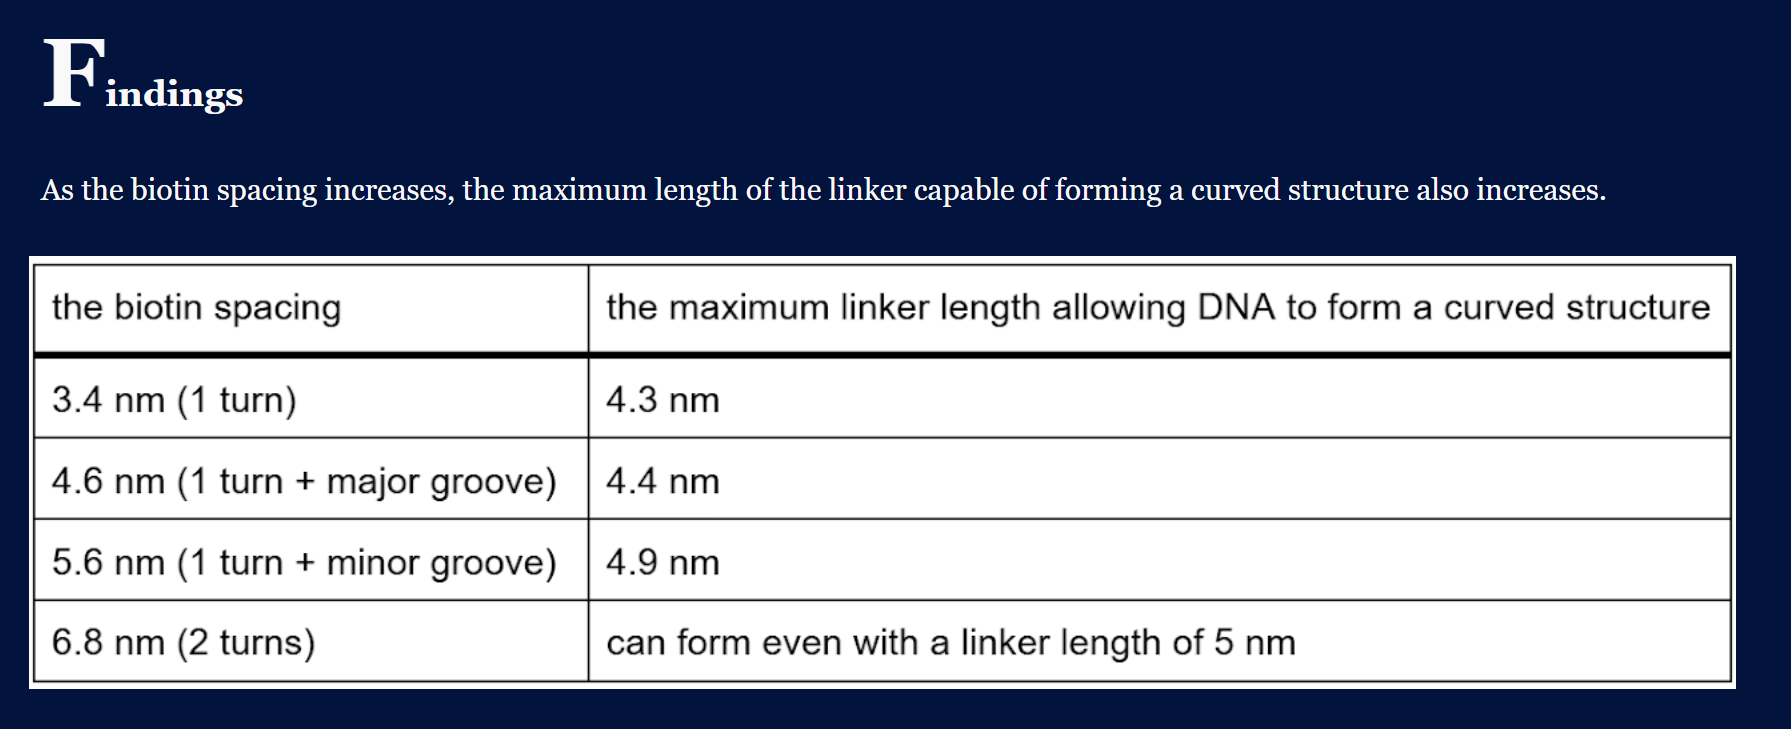 Findings
As the biotin spacing increases, the maximum length of the linker capable of forming a curved structure also increases.
the biotin spacing the maximum linker length allowing DNA to form a curved structure
3.4 nm (1 turn) 4.3 nm
4.6 nm (1 turn + major groove) 4.4 nm
5.6 nm (1 turn + minor groove) 4.9 nm
6.8 nm (2 turns) can form even with a linker length of 5 nm